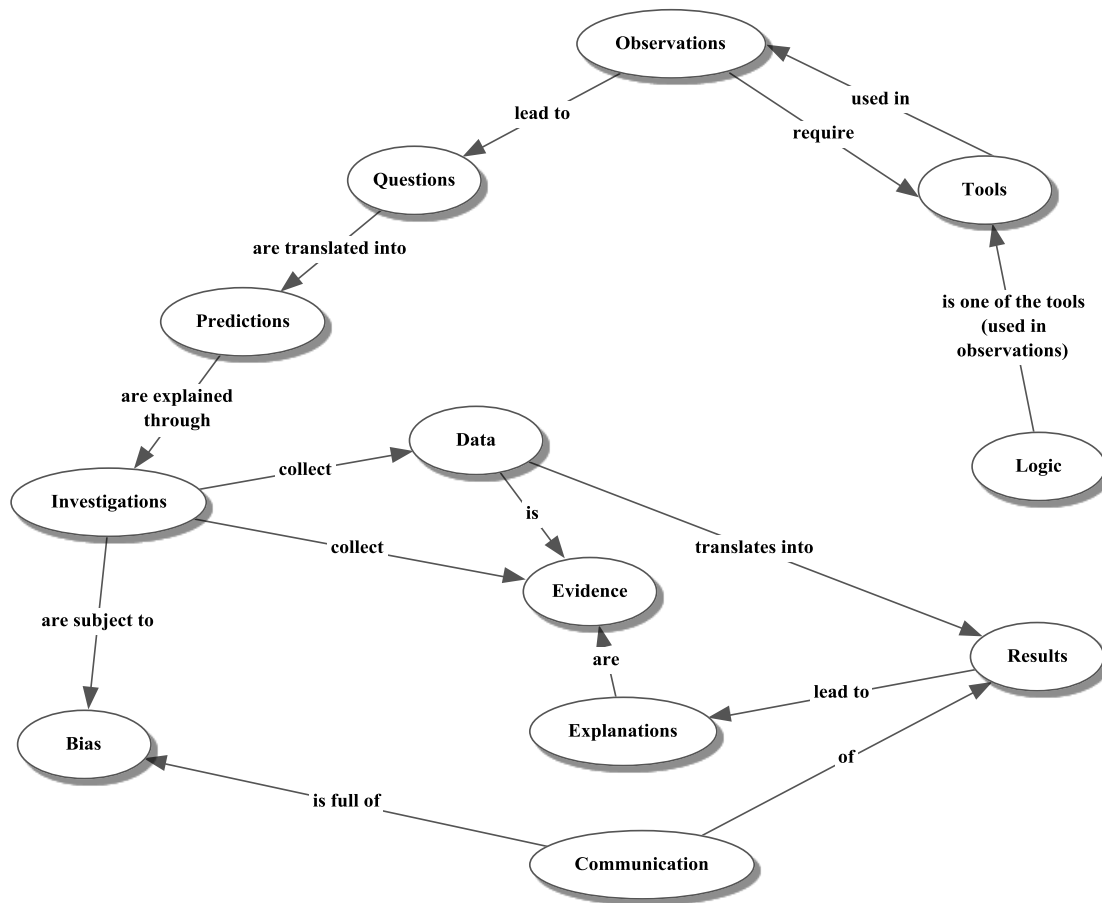 Observations
used in
lead to
require
Questions
Tools
are translated into
is one of the tools
(used in
observations)
Predictions
are explained
through
Data
Logic
collect
Investigations
is
collect
translates into
Evidence
are subject to
are
Results
lead to
Explanations
Bias
of
is full of
Communication